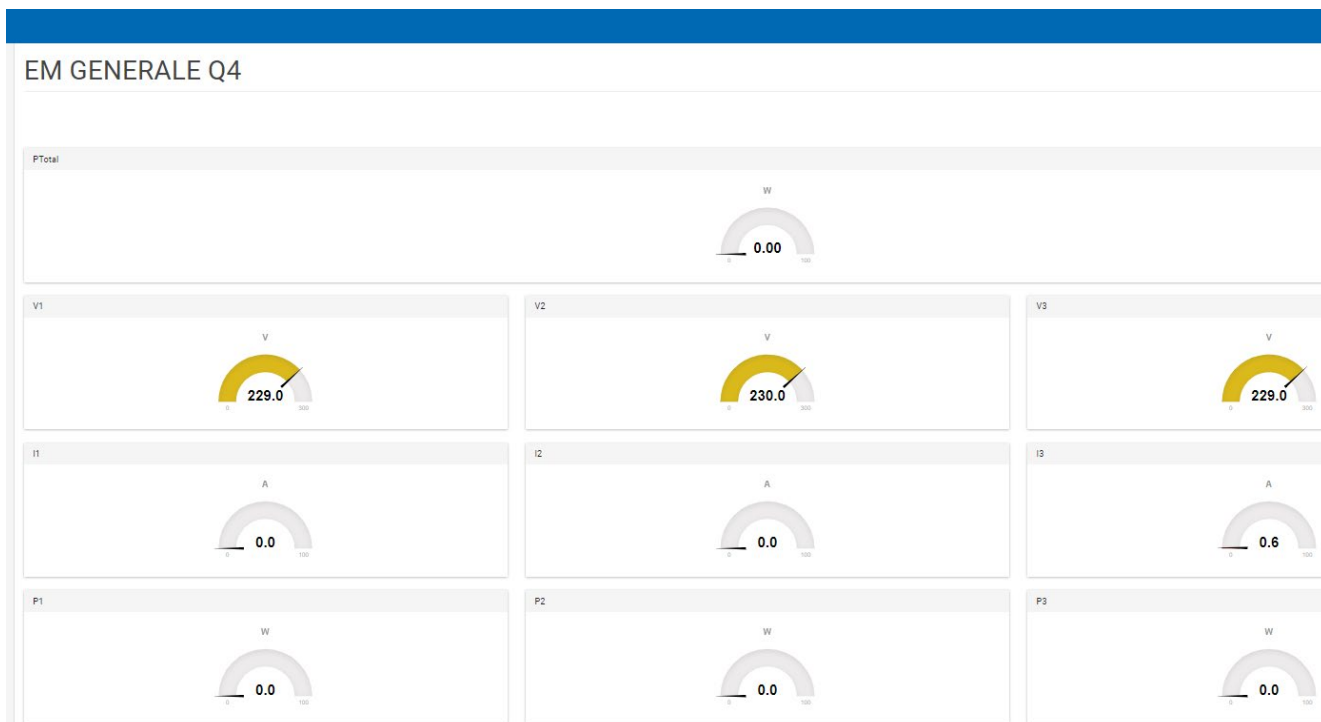 EM GENERALE Q4
PTotal
W
0.00
0 100
V1 V2 V3
V V V
229.0 230.0 229.0
0 300 0 300 0 300
I1 I2 I3
A A A
0.0 0.0 0.6
0 100 0 100 0 100
P1 P2 P3
W W W
0.0 0.0 0.0
0 100 0 100 0 100